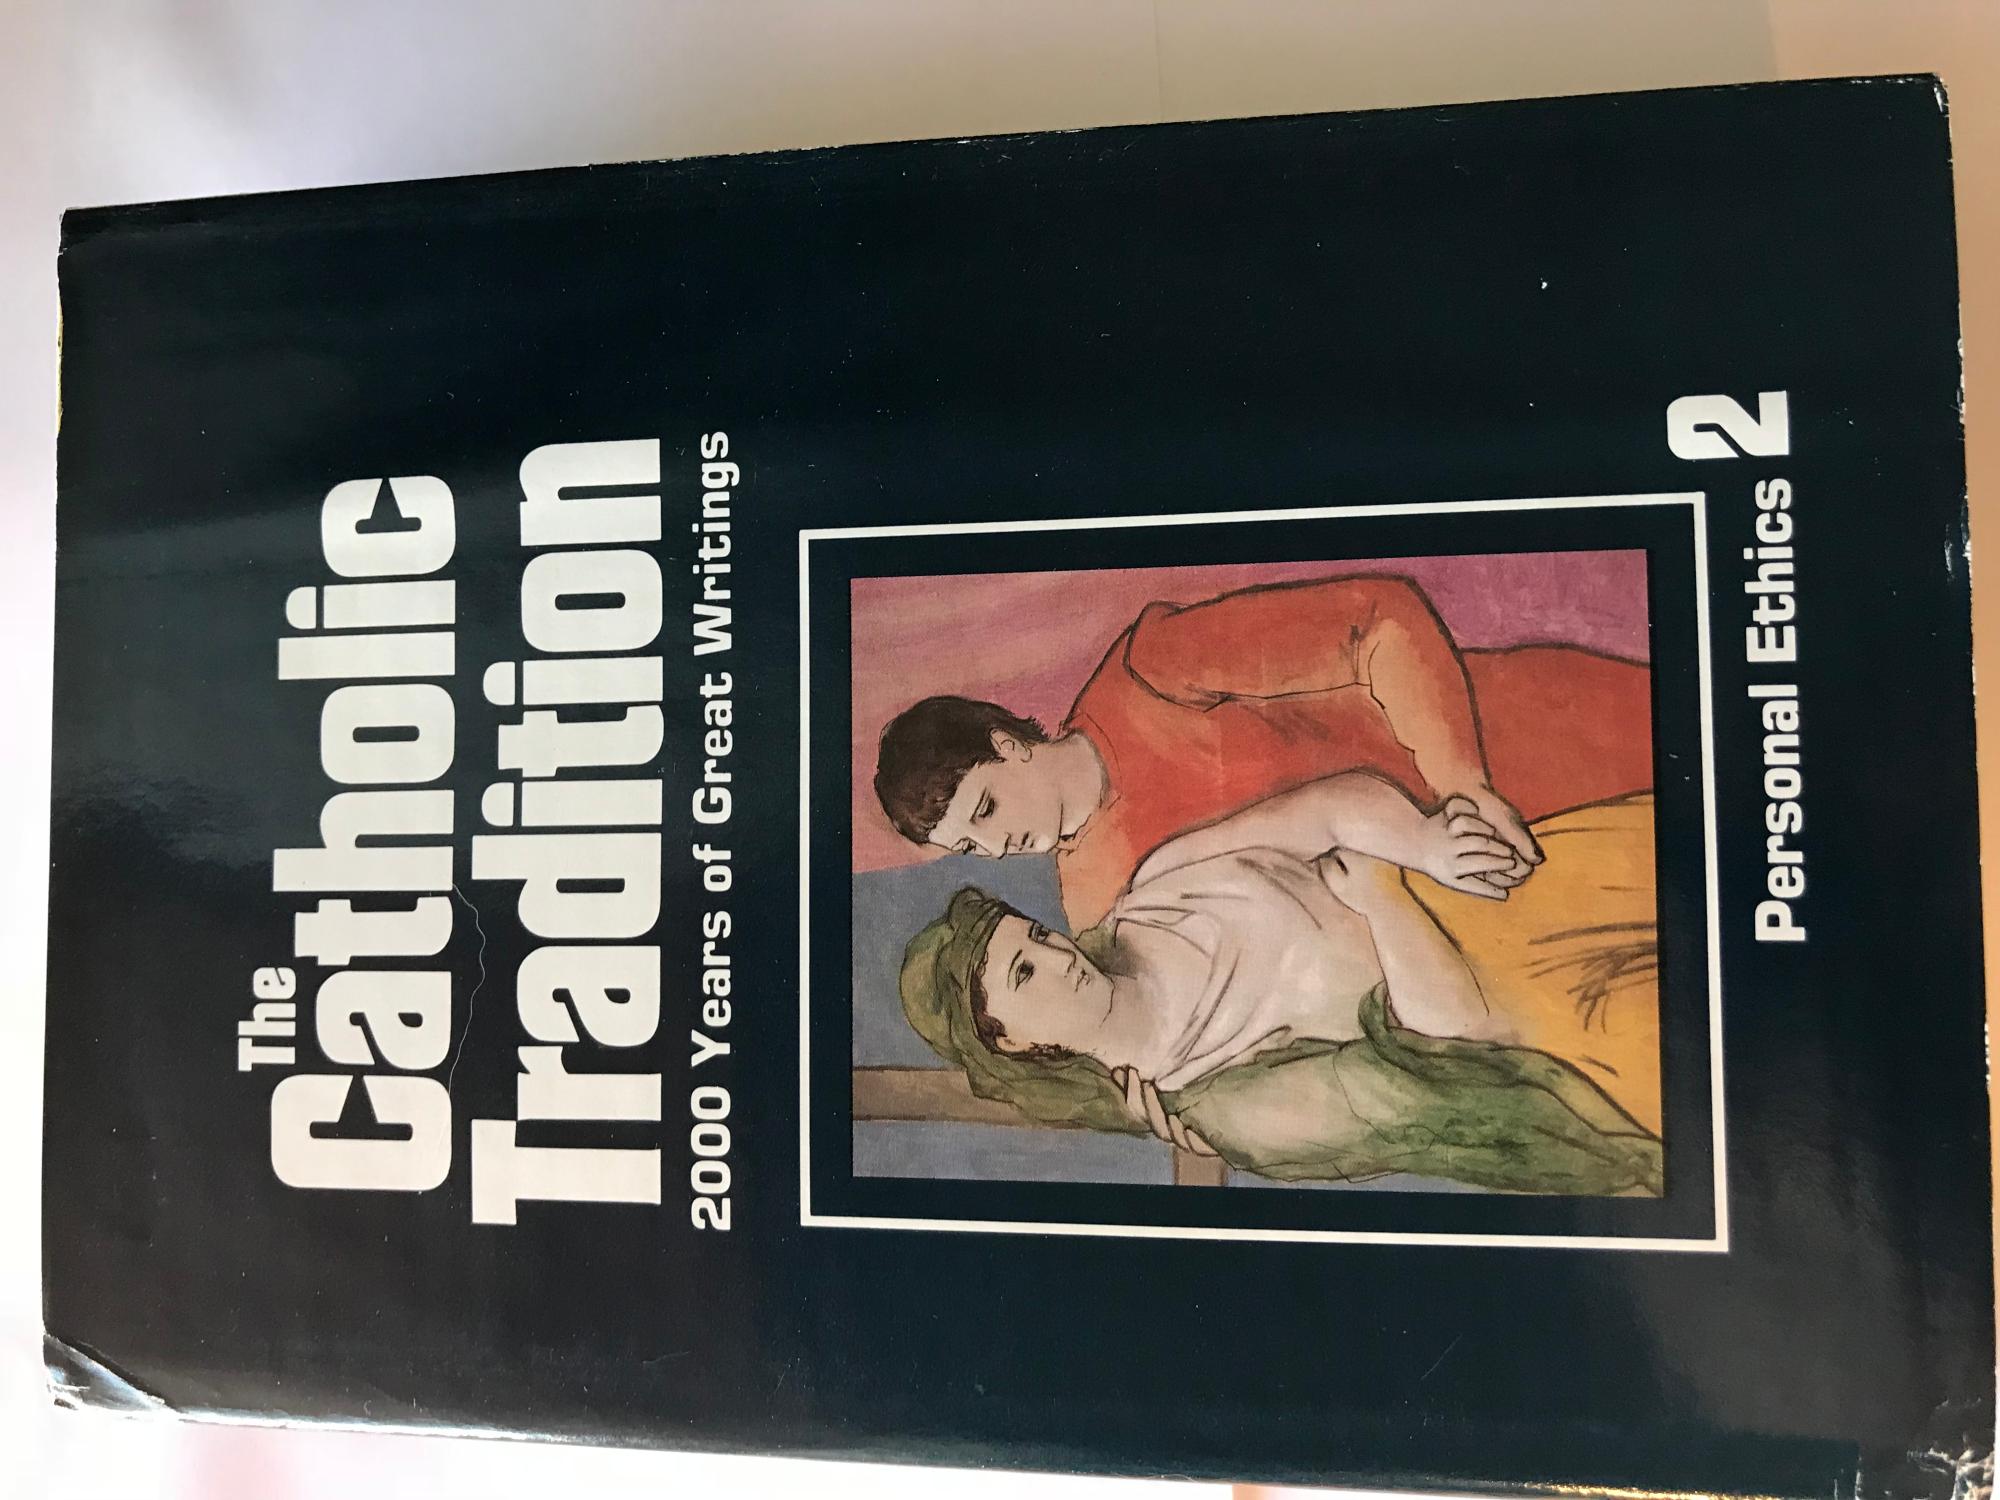 The
Catholic
Tradition
2000 Years of Great Writings
Personal Ethics 2